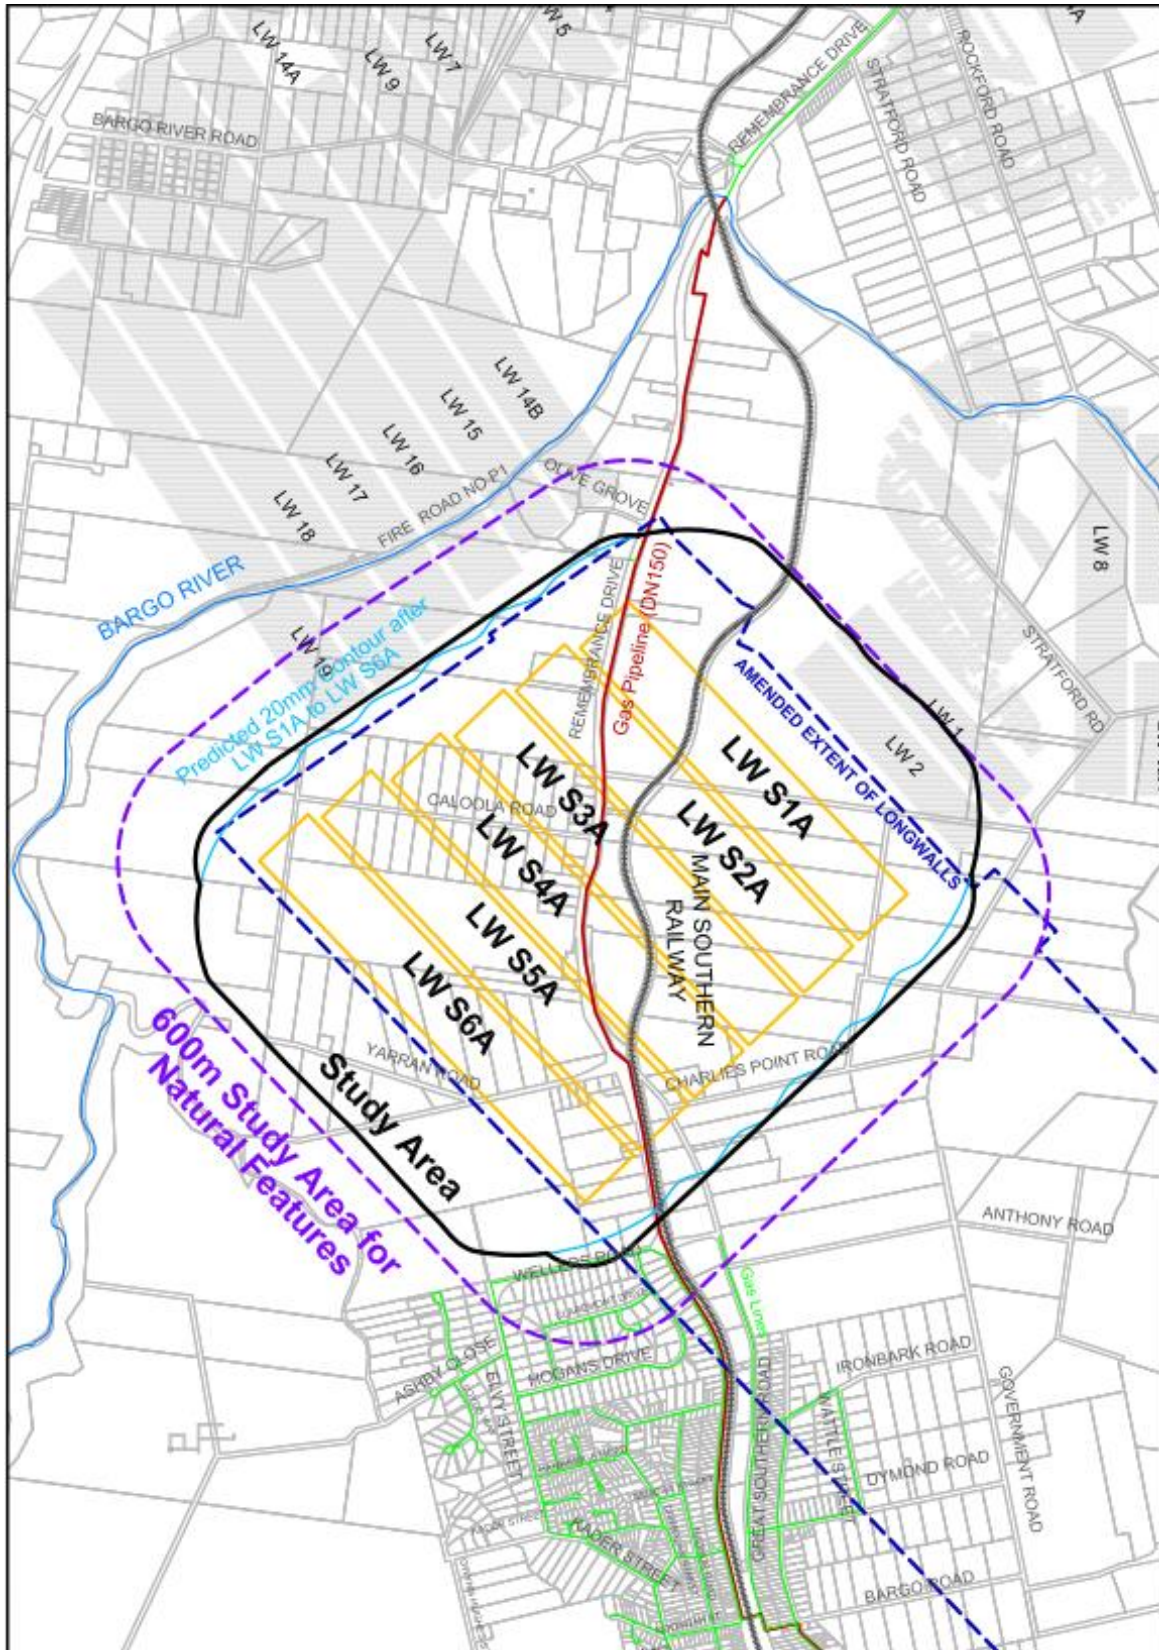 LW 14A
LW 9
LW 7
LW 5
REMEMBRANCE DRIVE
STRATFORD ROAD
ROCKFORD ROAD
BARGO RIVER ROAD
LW 14B
LW 15
LW 16
LW 17
LW 18
FIRE ROAD NO-P1
OLIVE GROVE
LW 8
BARGO RIVER
LW 19
Predicted 20mm Contour after
LW S1A to LW S6A
REMEMBRANCE DRIVE
Gas Pipeline (DN150)
STRATFORD RD
AMENDED EXTENT OF LONGWALLS
LW 1
LW 2
LW S1A
LW S2A
LW S3A
CALOOLA ROAD
LW S4A
LW S5A
LW S6A
MAIN SOUTHERN
RAILWAY
YARRAN ROAD
CHARLIES POINT ROAD
Study Area
600m Study Area for
Natural Features
ANTHONY ROAD
WELLERS ROAD
Gas Lines
HOGANS DRIVE
ASHBY CLOSE
IRONBARK ROAD
GREAT SOUTHERN ROAD
WATTLE STREET
GOVERNMENT ROAD
DYMOND ROAD
RADER STREET
BARGO ROAD